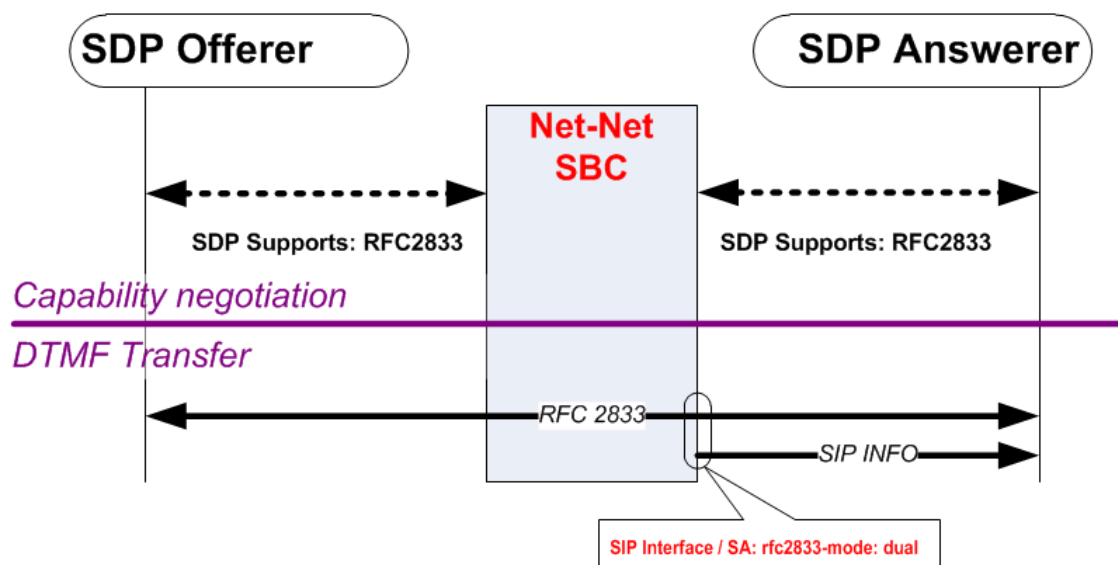 SDP Offerer
SDP Answerer
Net-Net
SBC
SDP Supports: RFC2833
SDP Supports: RFC2833
Capability negotiation
DTMF Transfer
RFC 2833
SIP INFO
SIP Interface / SA: rfc2833-mode: dual